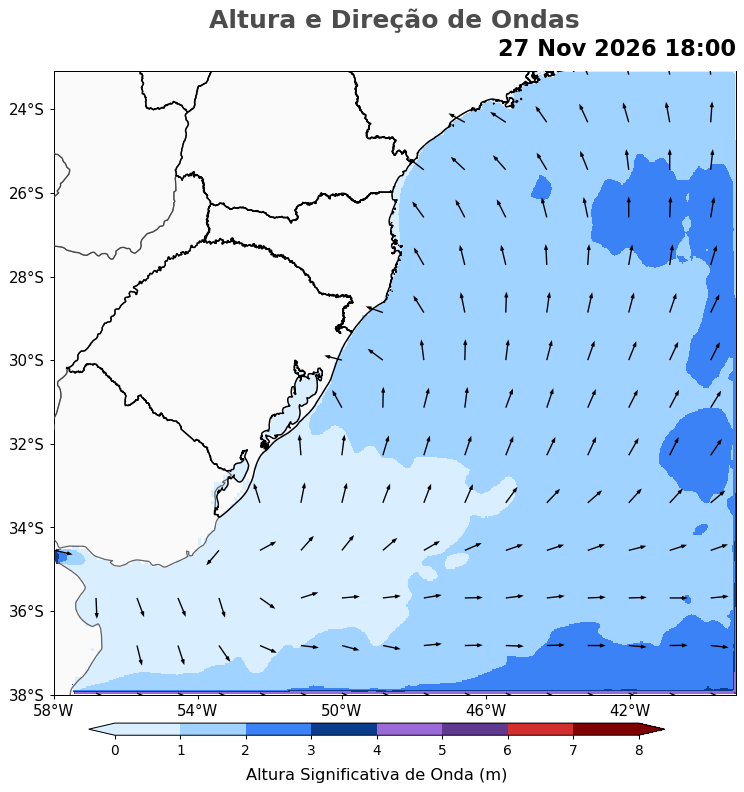 Altura e Direção de Ondas
27 Nov 2026 18:00
24°S
26°S
28°S
30°S
32°S
34°S
36°S
38°S
58°W 54°W 50°W 46°W 42°W
0 1 2 3 4 5 6 7 8
Altura Significativa de Onda (m)